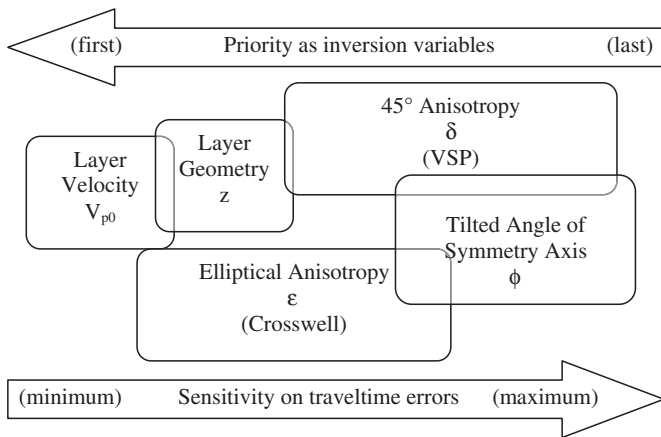 (first) Priority as inversion variables (last)
45° Anisotropy
δ
(VSP)
Layer
Geometry
z
Layer
Velocity
Vp0
Tilted Angle of
Symmetry Axis
ϕ
Elliptical Anisotropy
ε
(Crosswell)
(minimum) Sensitivity on traveltime errors (maximum)